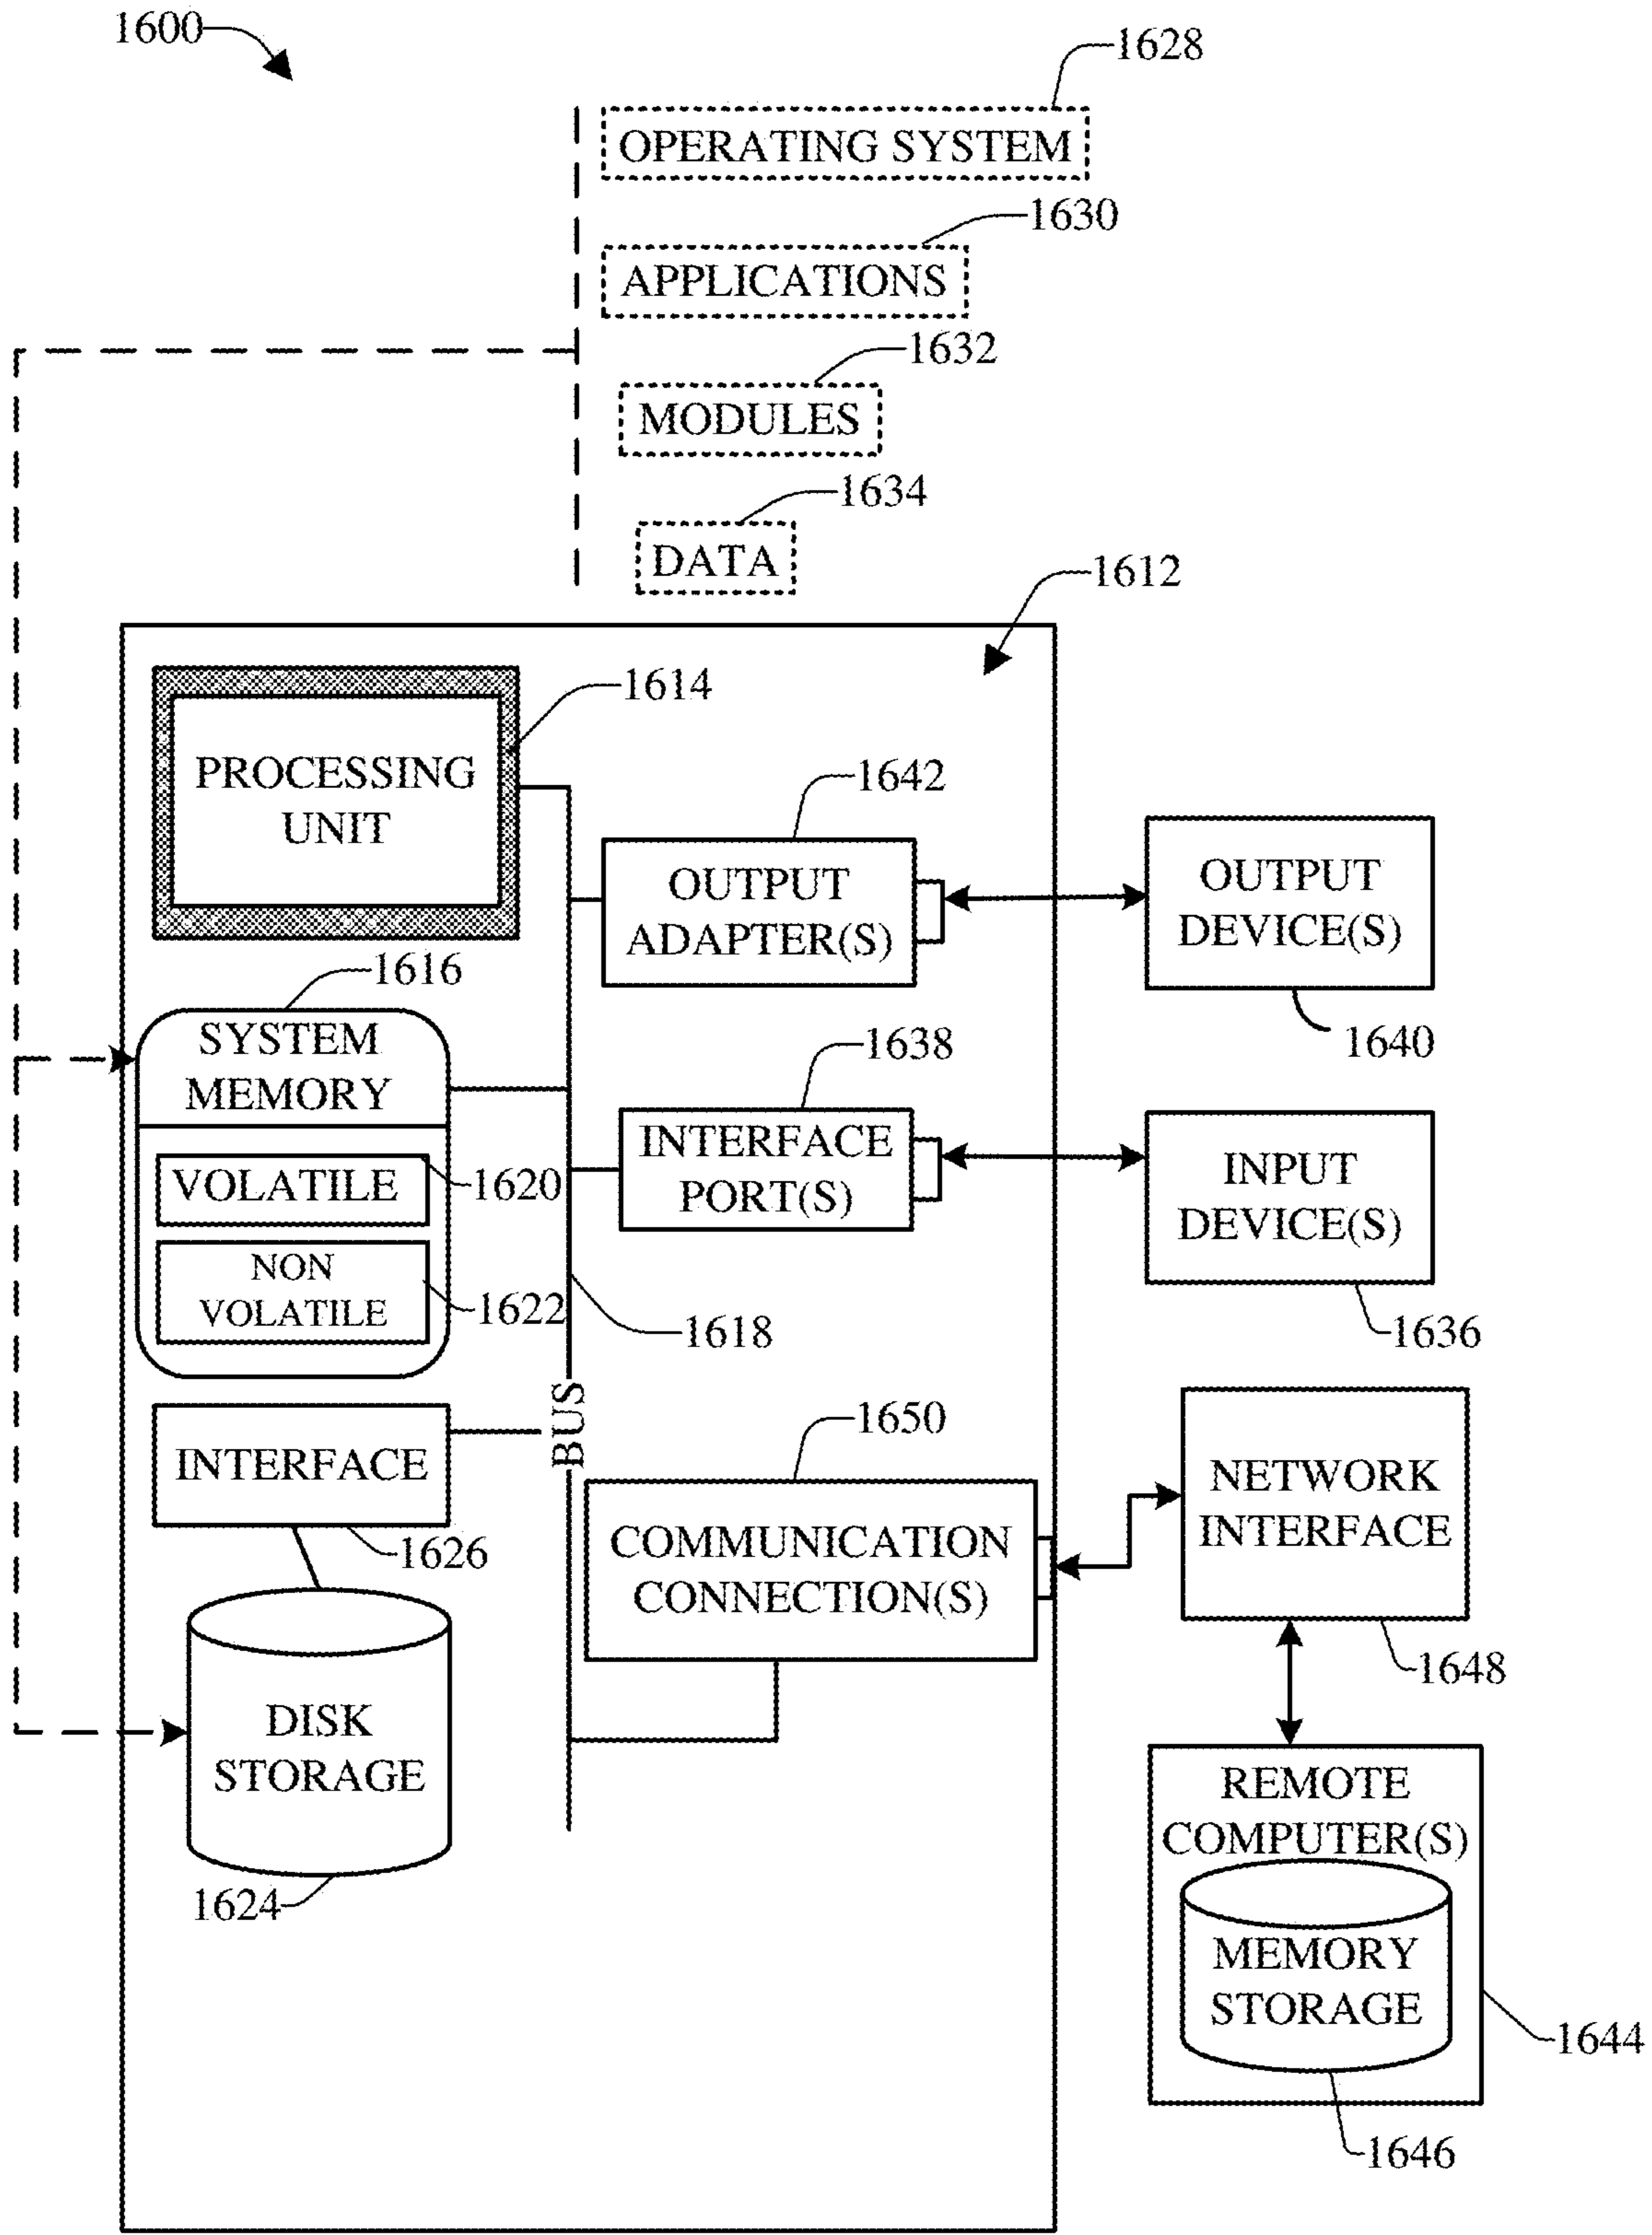 1600
1628
OPERATING SYSTEM
1630
APPLICATIONS
1632
MODULES
1634
DATA
1612
1614
PROCESSING
UNIT
1642
OUTPUT
ADAPTER(S)
OUTPUT
DEVICE(S)
1640
1616
SYSTEM
MEMORY
VOLATILE
1620
NON
VOLATILE
1622
1638
INTERFACE
PORT(S)
INPUT
DEVICE(S)
1636
1618
BUS
INTERFACE
1626
1650
COMMUNICATION
CONNECTION(S)
NETWORK
INTERFACE
1648
DISK
STORAGE
1624
REMOTE
COMPUTER(S)
MEMORY
STORAGE
1644
1646